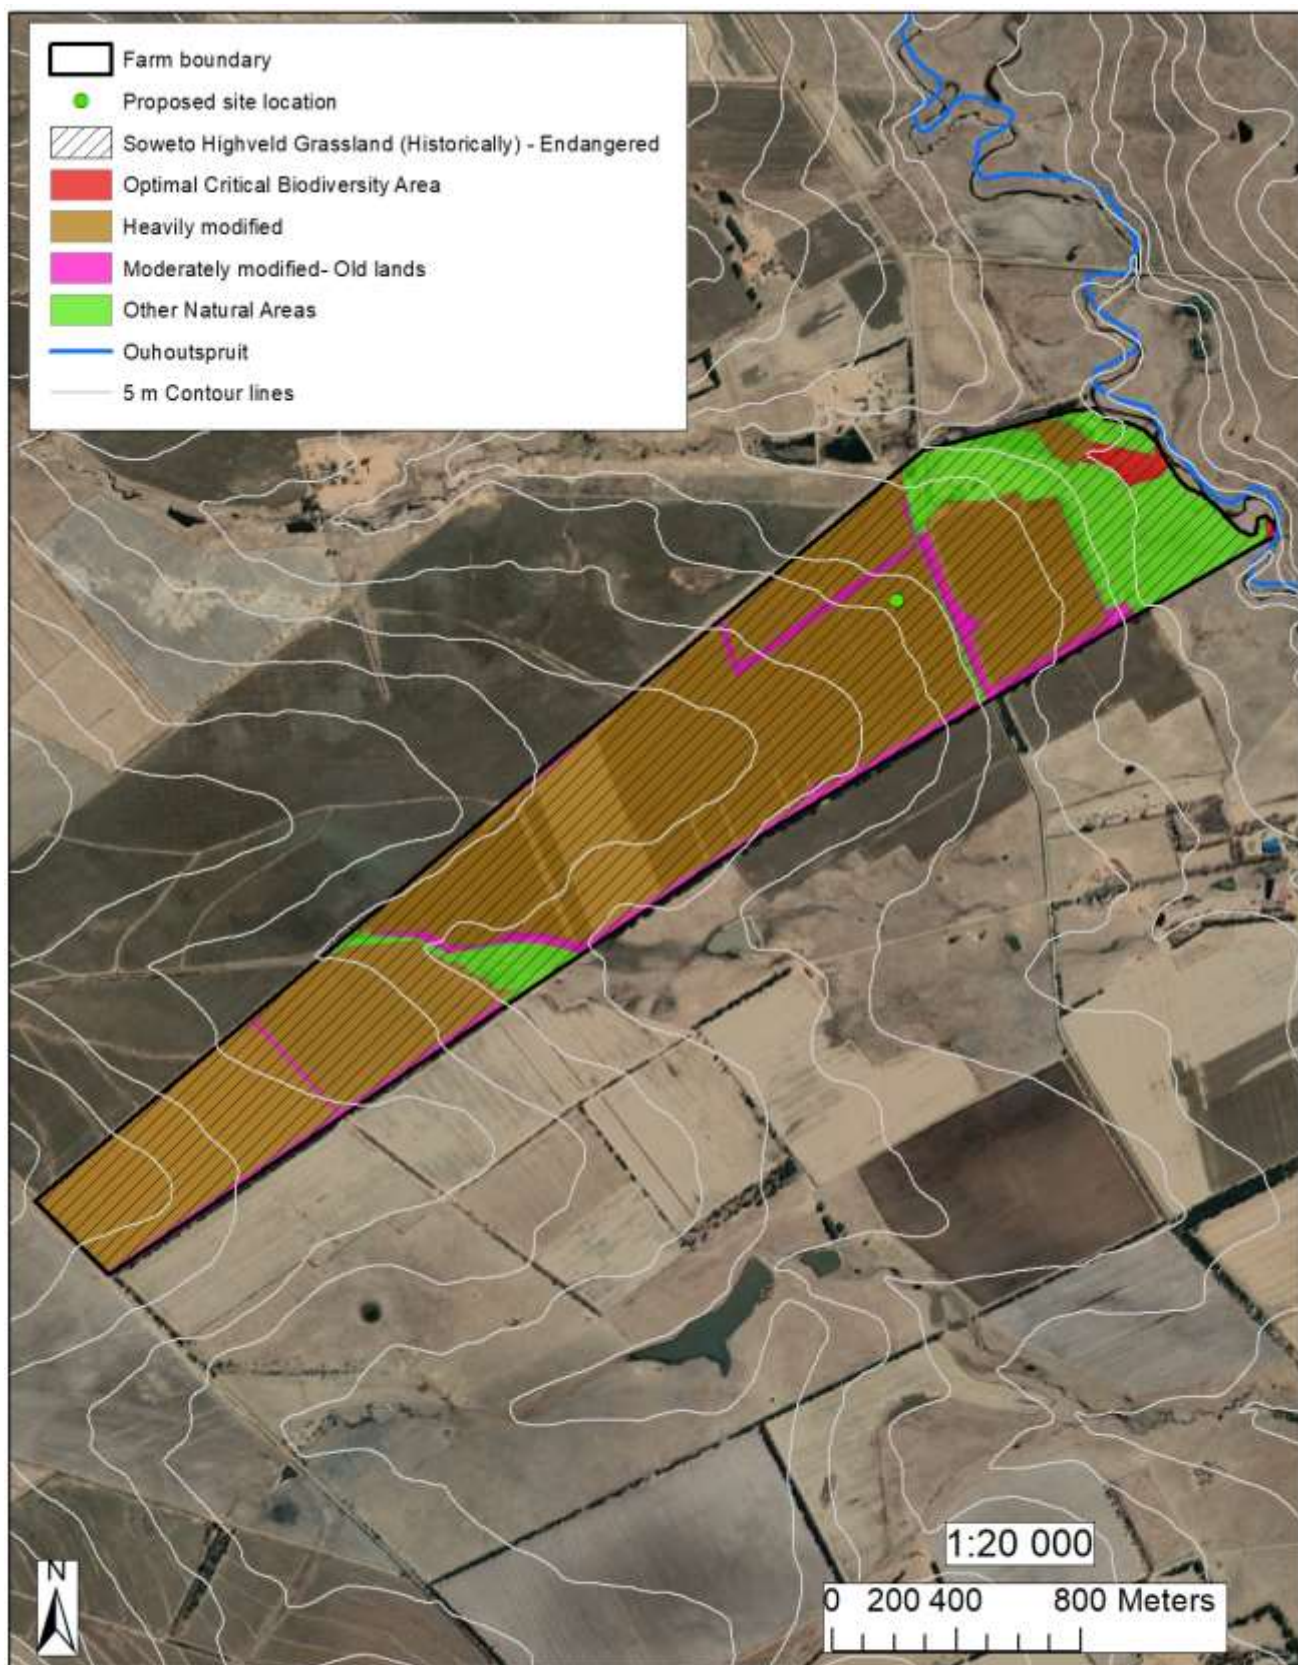 Farm boundary
Proposed site location
Soweto Highveld Grassland (Historically) - Endangered
Optimal Critical Biodiversity Area
Heavily modified
Moderately modified- Old lands
Other Natural Areas
Ouhoutspruit
5 m Contour lines
1:20 000
0 200 400 800 Meters
N